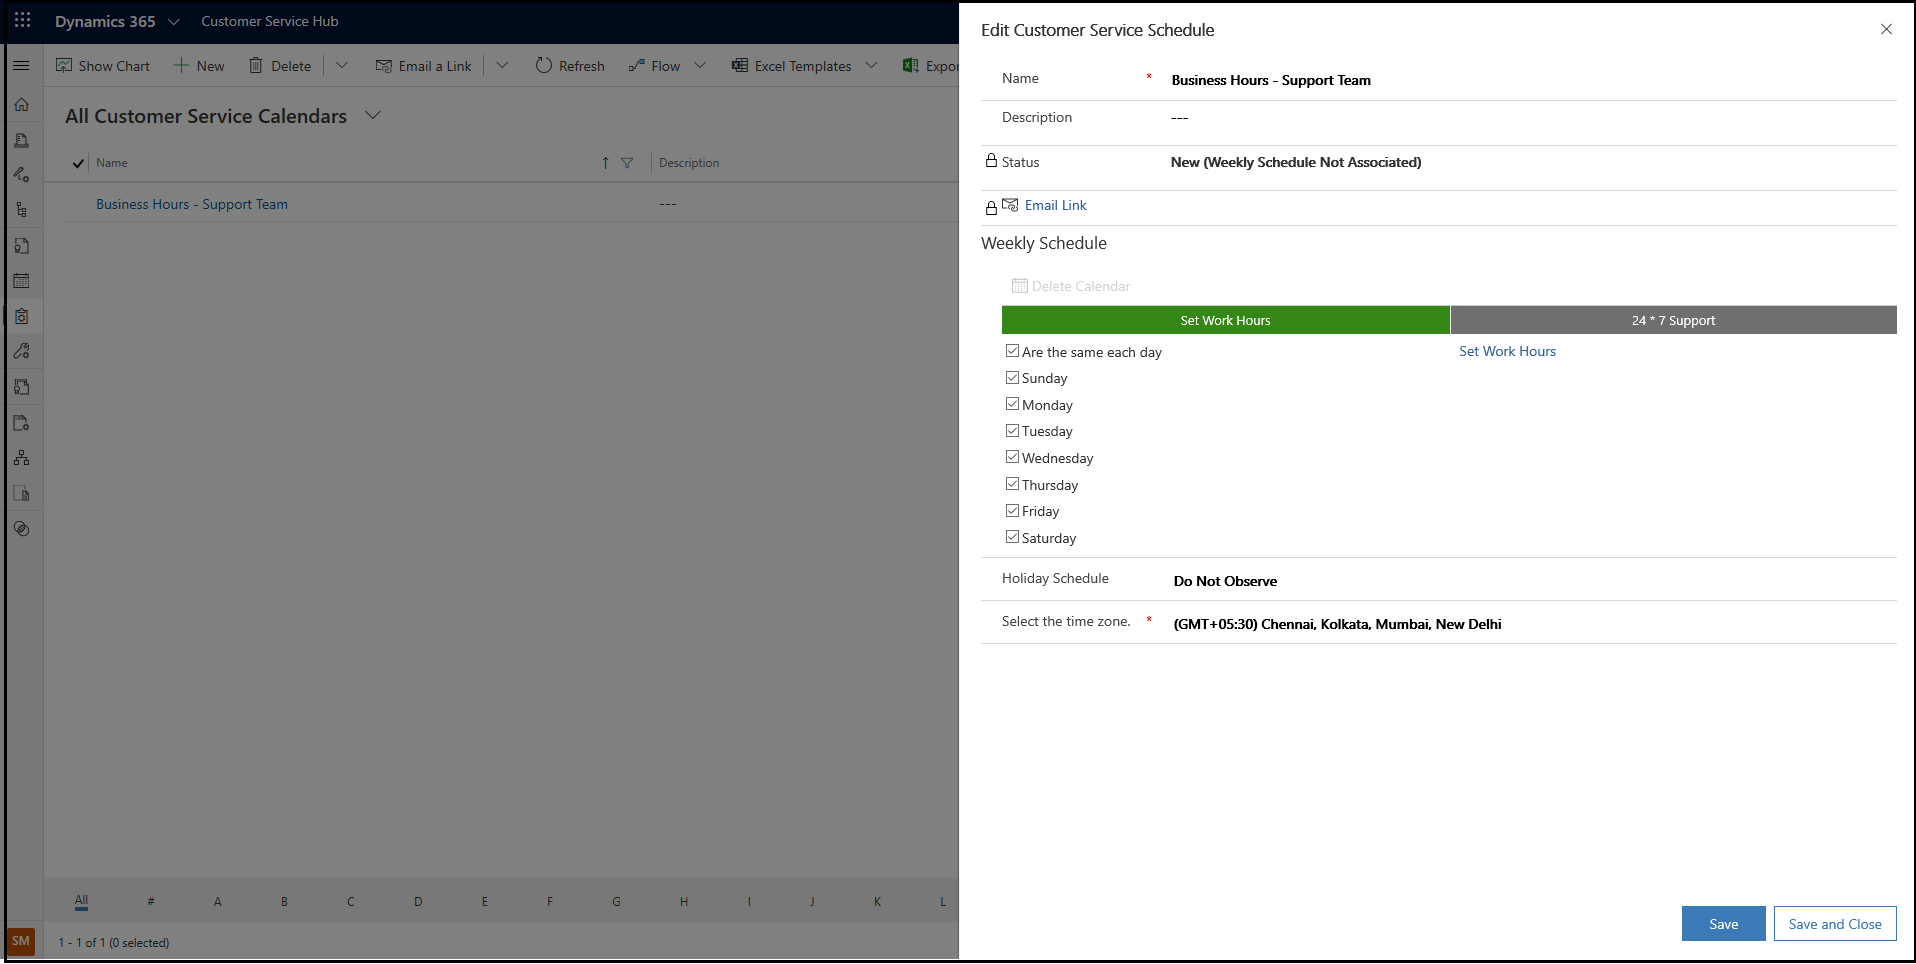 Dynamics 365 Customer Service Hub
Show Chart New Delete Email a Link Refresh Flow Excel Templates Expor
All Customer Service Calendars
Name Description
Business Hours - Support Team ---
All # A B C D E F G H I J K L
SM
1 - 1 of 1 (0 selected)
Edit Customer Service Schedule
Name * Business Hours - Support Team
Description ---
Status New (Weekly Schedule Not Associated)
Email Link
Weekly Schedule
Delete Calendar
Set Work Hours 24 * 7 Support
Are the same each day Set Work Hours
Sunday
Monday
Tuesday
Wednesday
Thursday
Friday
Saturday
Holiday Schedule Do Not Observe
Select the time zone. * (GMT+05:30) Chennai, Kolkata, Mumbai, New Delhi
Save Save and Close